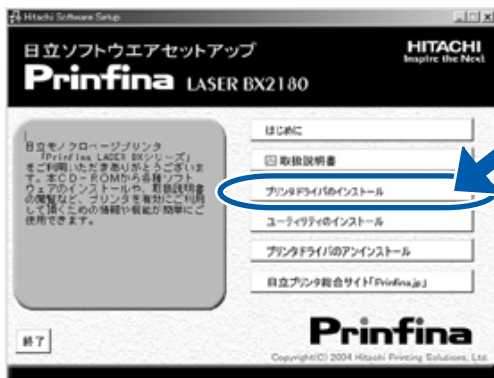 Hitachi Software Setup
日立ソフトウエアセットアップ
Prinfina LASER BX2180
HITACHI
Inspire the Next
日立モノクロページプリンタ
「Prinfina LASER BXシリーズ」
をご利用いただきありがとうございま
す。本CD-ROMから各種ソフト
ウェアのインストールや、取扱説明書
の閲覧など、プリンタを有効にご利用
して頂くための情報や機能が簡単にご
使用できます。
はじめに
取扱説明書
プリンタドライバのインストール
ユーティリティのインストール
プリンタドライバのアンインストール
日立プリンタ総合サイト「Prinfina.jp」
終了
Prinfina
Copyright(C) 2004 Hitachi Printing Solutions, Ltd.